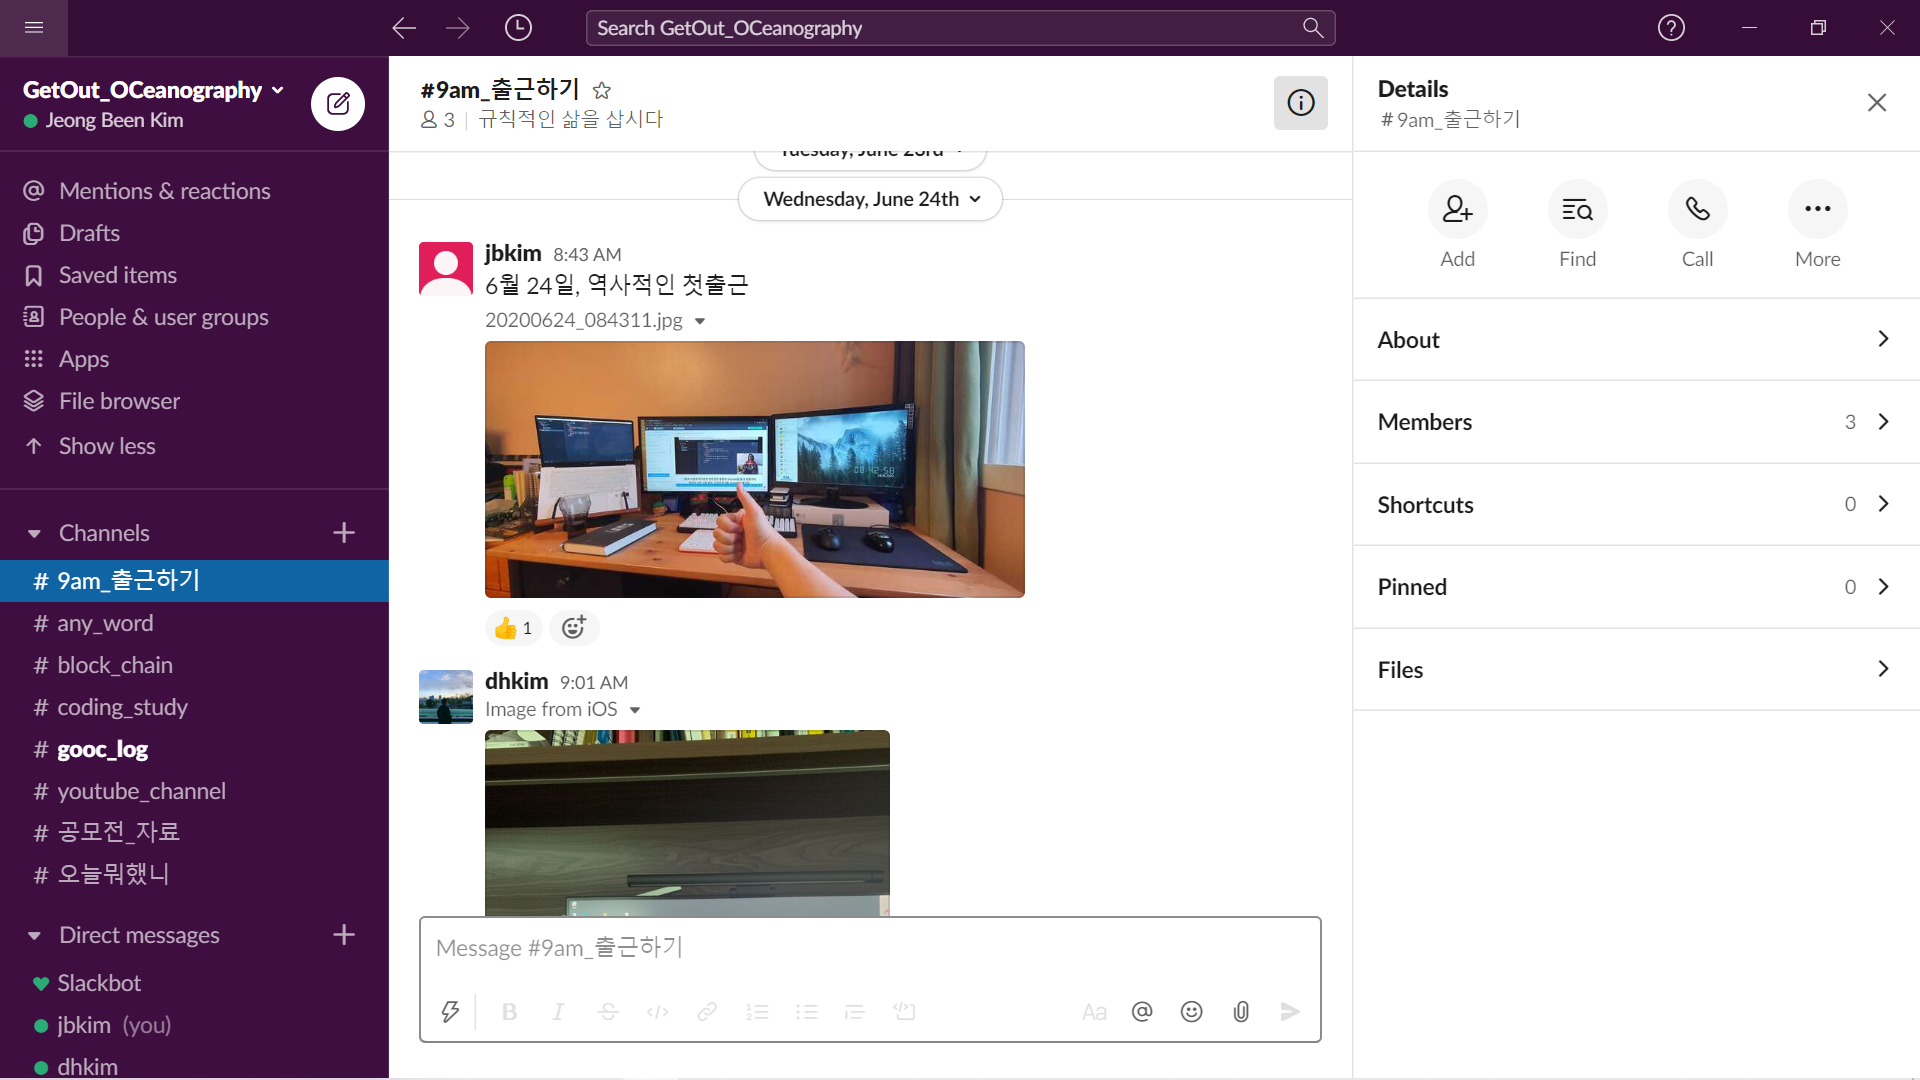 Search GetOut_OCeanography
GetOut_OCeanography
Jeong Been Kim
Mentions & reactions
Drafts
Saved items
People & user groups
Apps
File browser
Show less
Channels
# 9am_출근하기
# any_word
# block_chain
# coding_study
# gooc_log
# youtube_channel
# 공모전_자료
# 오늘뭐했니
Direct messages
Slackbot
jbkim (you)
dhkim
#9am_출근하기
3 | 규칙적인 삶을 삽시다
Tuesday, June 23rd
Wednesday, June 24th
jbkim 8:43 AM
6월 24일, 역사적인 첫출근
20200624_084311.jpg
08:42:58
1
dhkim 9:01 AM
Image from iOS
Message #9am_출근하기
B I S </> Aa @
Details
# 9am_출근하기
Add
Find
Call
More
About
Members 3
Shortcuts 0
Pinned 0
Files